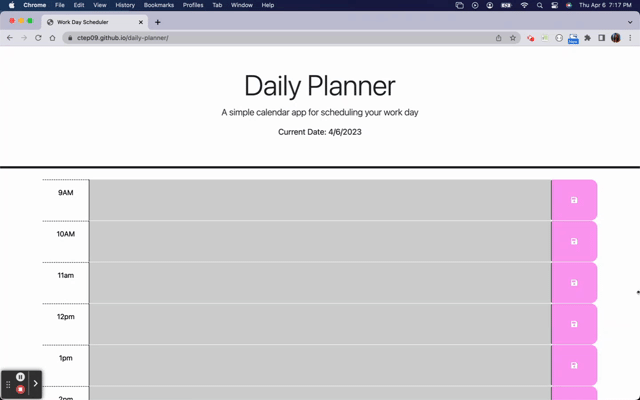 Chrome File Edit View History Bookmarks Profiles Tab Window Help Thu Apr 6 7:17 PM
Work Day Scheduler
ctep09.github.io/daily-planner/
Daily Planner
A simple calendar app for scheduling your work day
Current Date: 4/6/2023
9AM
10AM
11am
12pm
1pm
2pm